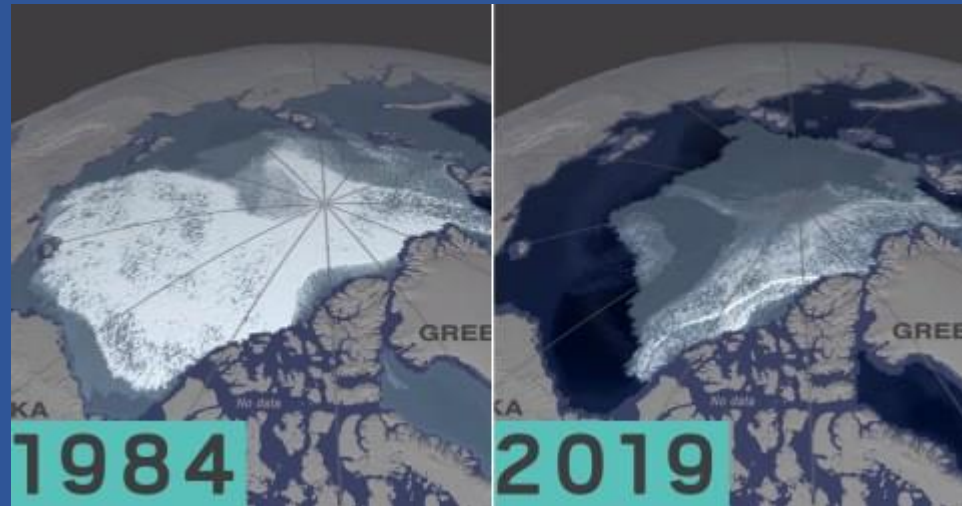 GREE
KA
No data
1984
GREE
KA
No data
2019